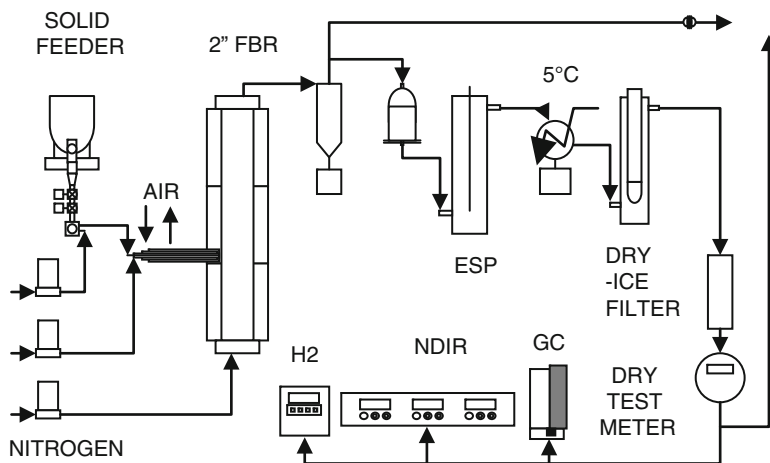 SOLID
FEEDER
2” FBR
5°C
AIR
ESP
DRY
-ICE
FILTER
H2
NDIR
GC
DRY
TEST
METER
NITROGEN